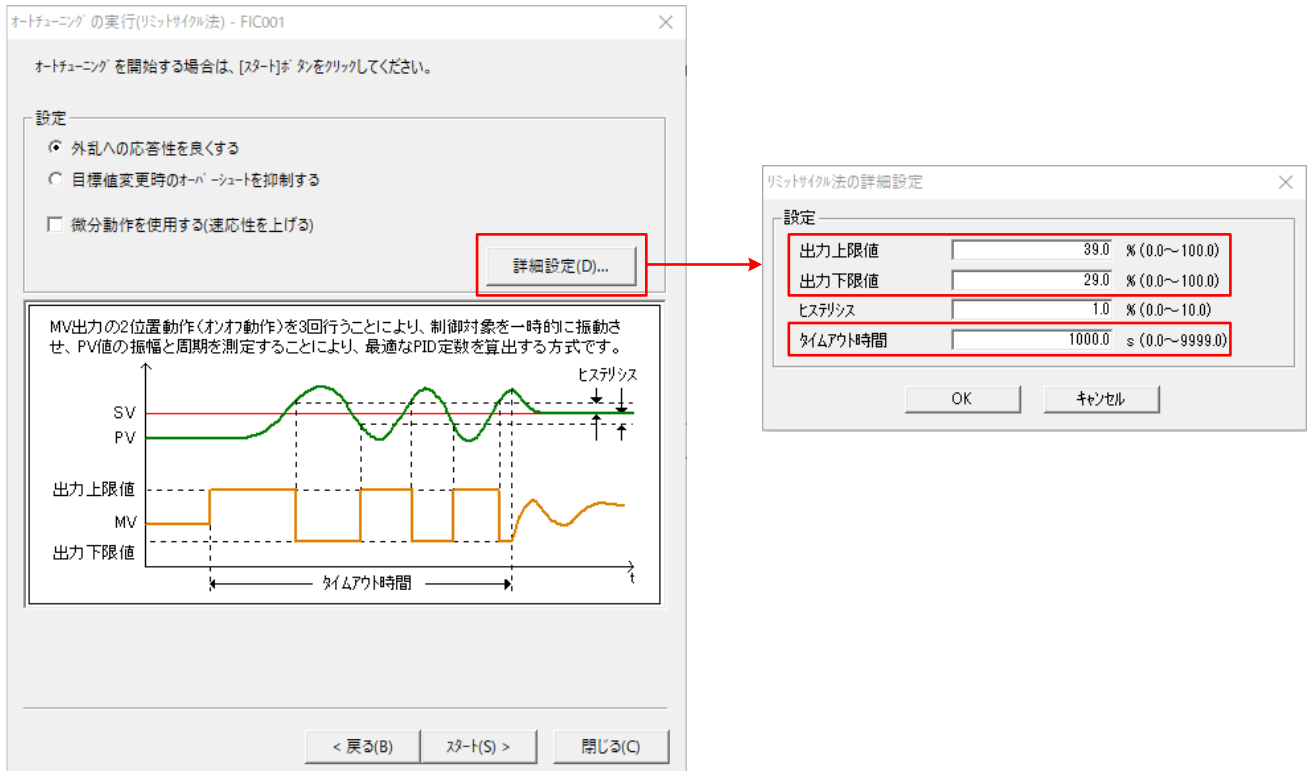 ｵｰﾄﾁｭｰﾆﾝｸﾞの実行(ﾘﾐｯﾄｻｲｸﾙ法) - FIC001
ｵｰﾄﾁｭｰﾆﾝｸﾞを開始する場合は、[ｽﾀｰﾄ]ﾎﾞﾀﾝをｸﾘｯｸしてください。
設定
外乱への応答性を良くする
目標値変更時のｵｰﾊﾞｰｼｭｰﾄを抑制する
微分動作を使用する(速応性を上げる)
詳細設定(D)...
MV出力の2位置動作(ｵﾝｵﾌ動作)を3回行うことにより、制御対象を一時的に振動さ
せ、PV値の振幅と周期を測定することにより、最適なPID定数を算出する方式です。
ﾋｽﾃﾘｼｽ
SV
PV
出力上限値
MV
出力下限値
ﾀｲﾑｱｳﾄ時間
t
< 戻る(B)
ｽﾀｰﾄ(S) >
閉じる(C)
ﾘﾐｯﾄｻｲｸﾙ法の詳細設定
設定
出力上限値 39.0 % (0.0～100.0)
出力下限値 29.0 % (0.0～100.0)
ﾋｽﾃﾘｼｽ 1.0 % (0.0～10.0)
ﾀｲﾑｱｳﾄ時間 1000.0 s (0.0～9999.0)
OK
ｷｬﾝｾﾙ